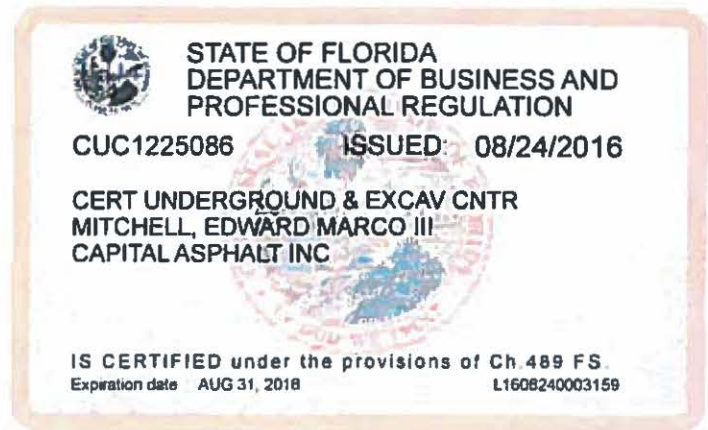 STATE OF FLORIDA
DEPARTMENT OF BUSINESS AND
PROFESSIONAL REGULATION
CUC1225086 ISSUED: 08/24/2016
CERT UNDERGROUND & EXCAV CNTR
MITCHELL, EDWARD MARCO III
CAPITAL ASPHALT INC
IS CERTIFIED under the provisions of Ch.489 FS.
Expiration date AUG 31, 2018 L1608240003159